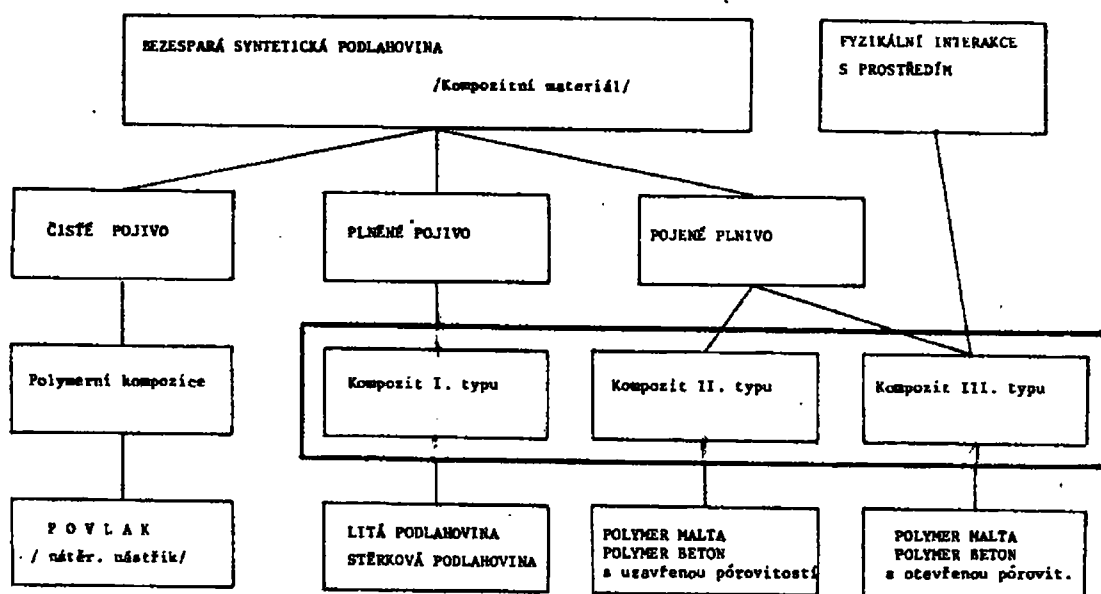 BEZESPARÁ SYNTETICKÁ PODLAHOVINA
/Kompozitní materiál/
FYZIKÁLNÍ INTERAKCE
S PROSTŘEDÍM
ČISTÉ POJIVO
PLNĚNÉ POJIVO
POJENÉ PLNIVO
Polymerní kompozice
Kompozit I. typu
Kompozit II. typu
Kompozit III. typu
P O V L A K
/ nátěr. nástřik/
LITÁ PODLAHOVINA
STĚRKOVÁ PODLAHOVINA
POLYMER MALTA
POLYMER BETON
s uzavřenou pórovitostí
POLYMER MALTA
POLYMER BETON
s otevřenou pórovit.